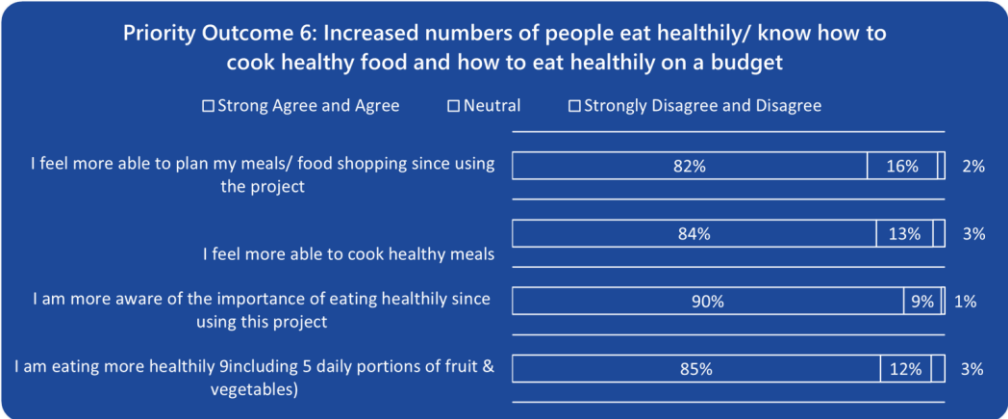 Priority Outcome 6: Increased numbers of people eat healthily/ know how to
cook healthy food and how to eat healthily on a budget
Strong Agree and Agree
Neutral
Strongly Disagree and Disagree
I feel more able to plan my meals/ food shopping since using
the project
82%
16%
2%
I feel more able to cook healthy meals
84%
13%
3%
I am more aware of the importance of eating healthily since
using this project
90%
9%
1%
I am eating more healthily 9including 5 daily portions of fruit &
vegetables)
85%
12%
3%